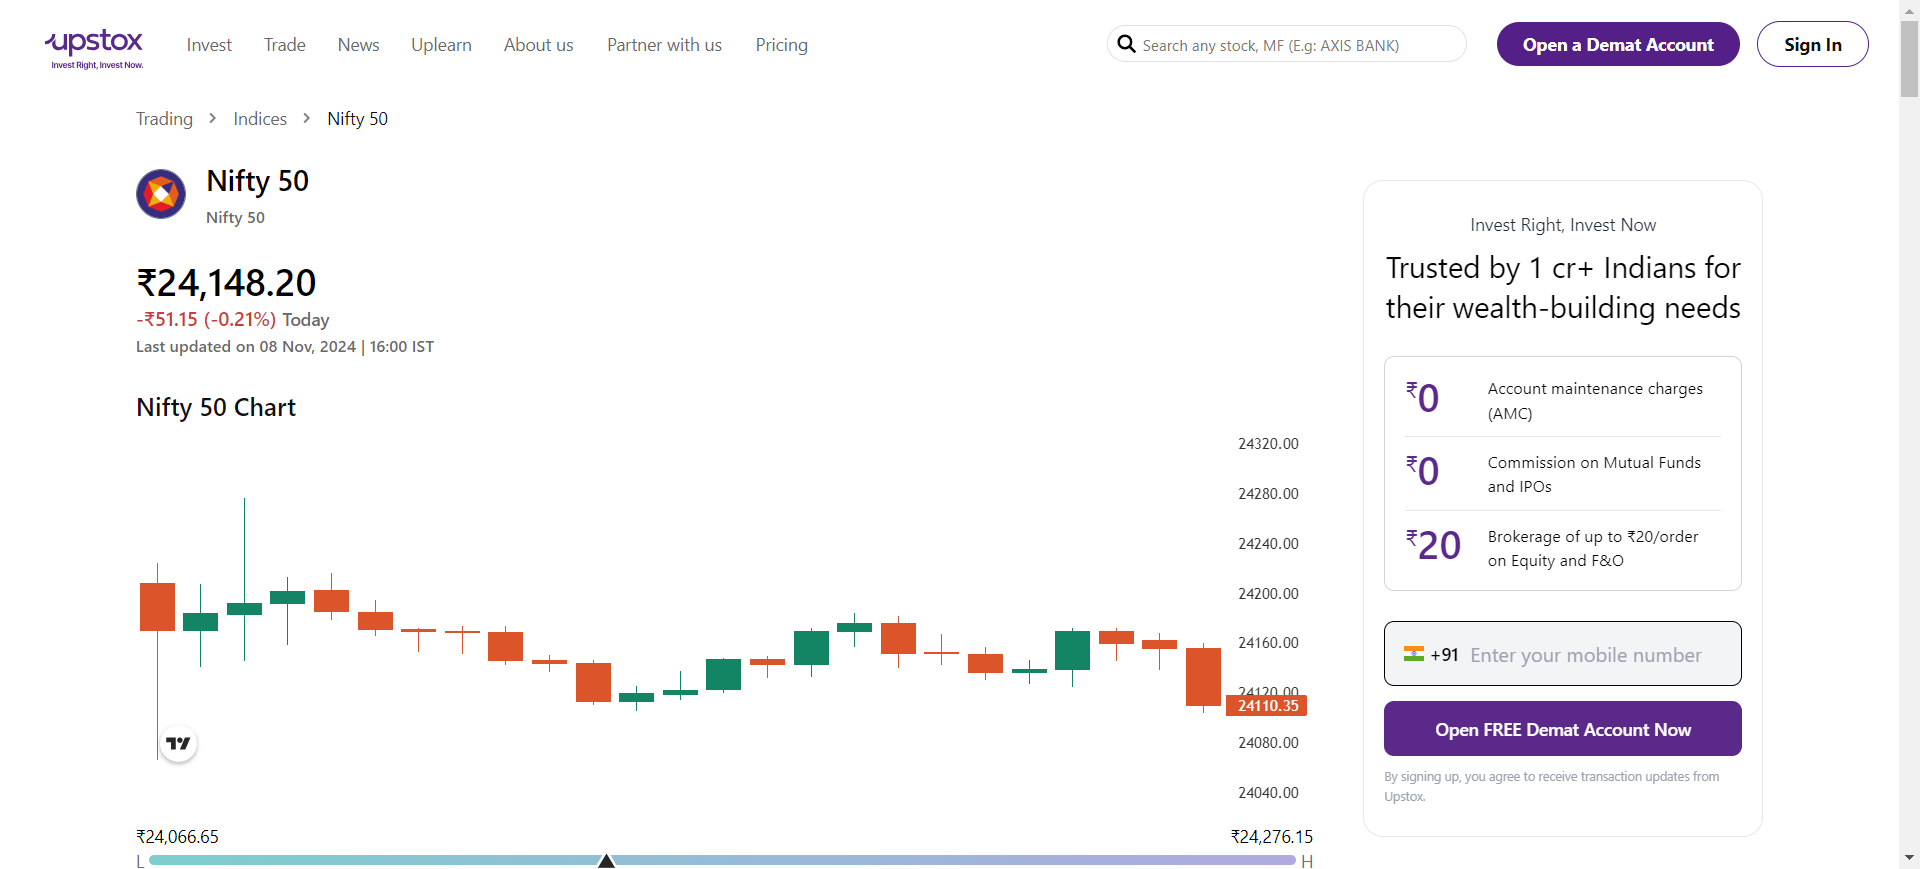 upstox
Invest Right, Invest Now.
Invest
Trade
News
Uplearn
About us
Partner with us
Pricing
Search any stock, MF (E.g: AXIS BANK)
Open a Demat Account
Sign In
Trading > Indices > Nifty 50
Nifty 50
Nifty 50
₹24,148.20
-₹51.15 (-0.21%) Today
Last updated on 08 Nov, 2024 | 16:00 IST
Nifty 50 Chart
24320.00
24280.00
24240.00
24200.00
24160.00
24120.00
24110.35
24080.00
24040.00
₹24,066.65
₹24,276.15
L
H
Invest Right, Invest Now
Trusted by 1 cr+ Indians for
their wealth-building needs
₹0
Account maintenance charges
(AMC)
₹0
Commission on Mutual Funds
and IPOs
₹20
Brokerage of up to ₹20/order
on Equity and F&O
+91 Enter your mobile number
Open FREE Demat Account Now
By signing up, you agree to receive transaction updates from
Upstox.